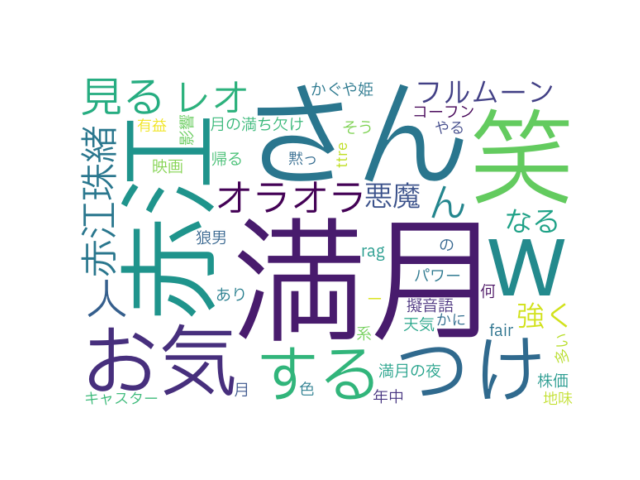 見る
レオ
さん
かぐや姫
フルムーン
コーフン
笑
有益
影響
月の満ち欠け
そう
やる
赤江珠緒
赤江
映画
帰る
黙っ
ttre
オラオラ
悪魔
ん
なる
満月
w
狼男
rag
の
パワー
人
あり
擬音語
何
一
強く
お気
する
つけ
系
天気
かに
fair
っ
多
満月の夜
株価
キャスター
月
色
年中
地味